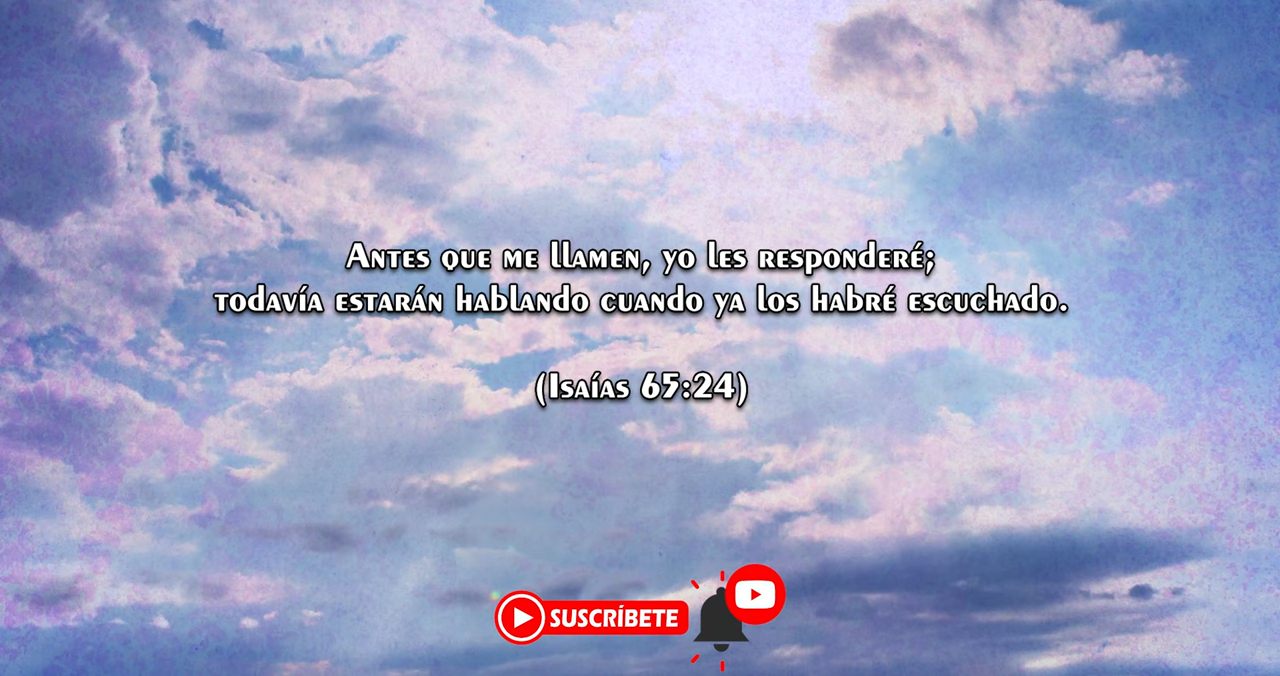 Antes que me llamen, yo les responderé;
todavía estarán hablando cuando ya los habré escuchado.
(Isaías 65:24)
SUSCRÍBETE